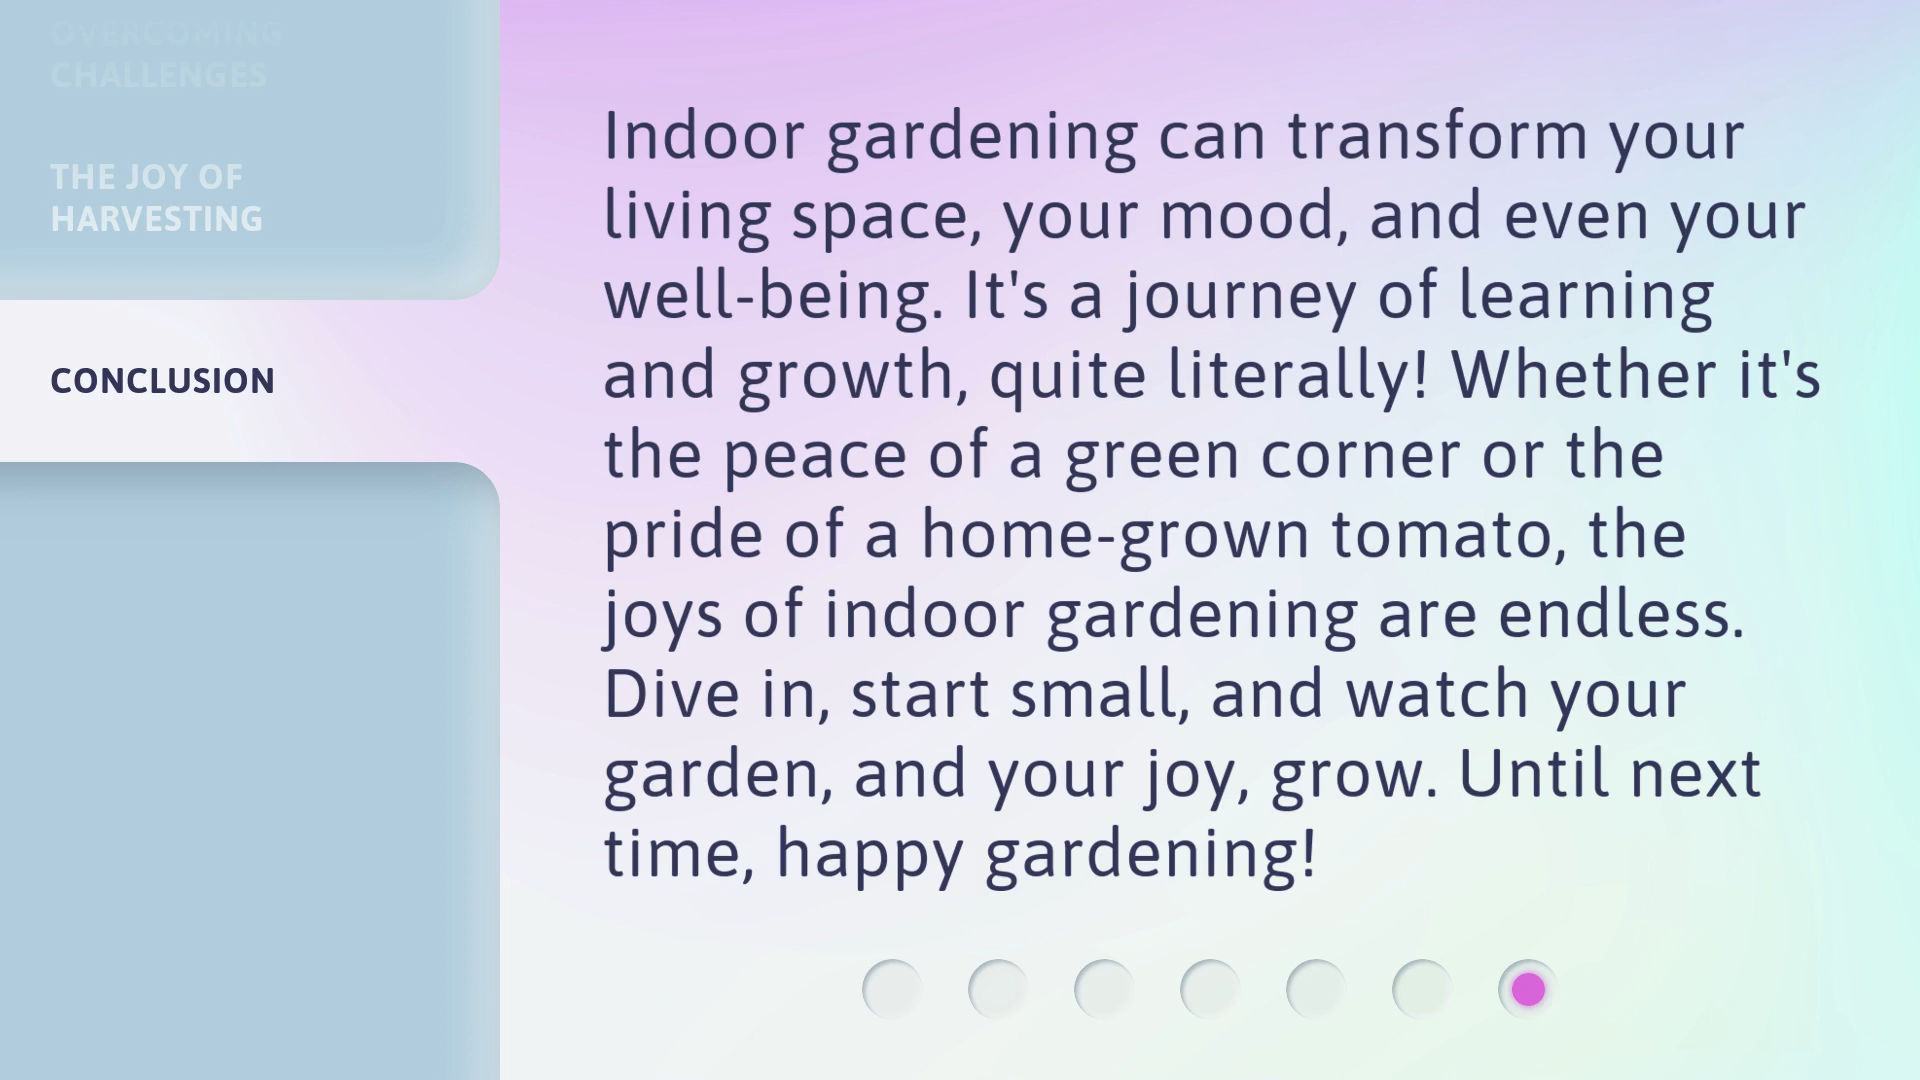 OVERCOMING
CHALLENGES
THE JOY OF
HARVESTING
CONCLUSION
Indoor gardening can transform your
living space, your mood, and even your
well-being. It's a journey of learning
and growth, quite literally! Whether it's
the peace of a green corner or the
pride of a home-grown tomato, the
joys of indoor gardening are endless.
Dive in, start small, and watch your
garden, and your joy, grow. Until next
time, happy gardening!